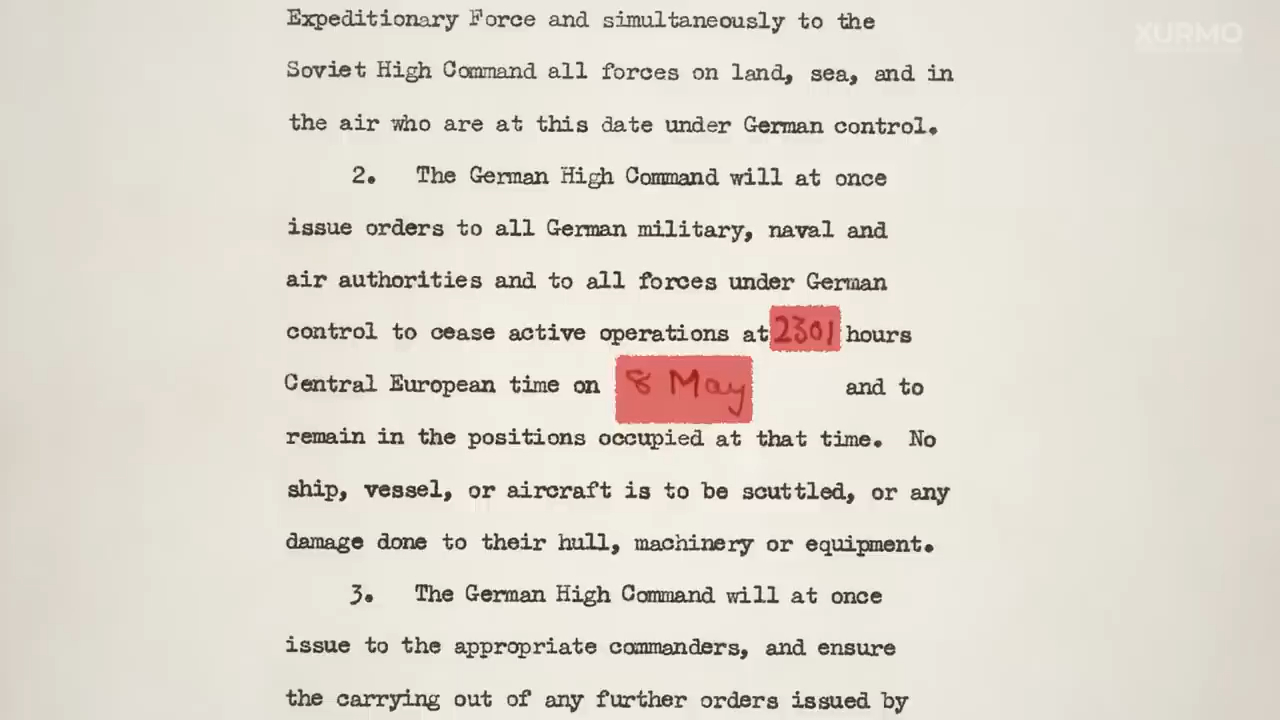 XURMO
Expeditionary Force and simultaneously to the
Soviet High Command all forces on land, sea, and in
the air who are at this date under German control.
2. The German High Command will at once
issue orders to all German military, naval and
air authorities and to all forces under German
control to cease active operations at 2301 hours
Central European time on 8 May and to
remain in the positions occupied at that time. No
ship, vessel, or aircraft is to be scuttled, or any
damage done to their hull, machinery or equipment.
3. The German High Command will at once
issue to the appropriate commanders, and ensure
the carrying out of any further orders issued by